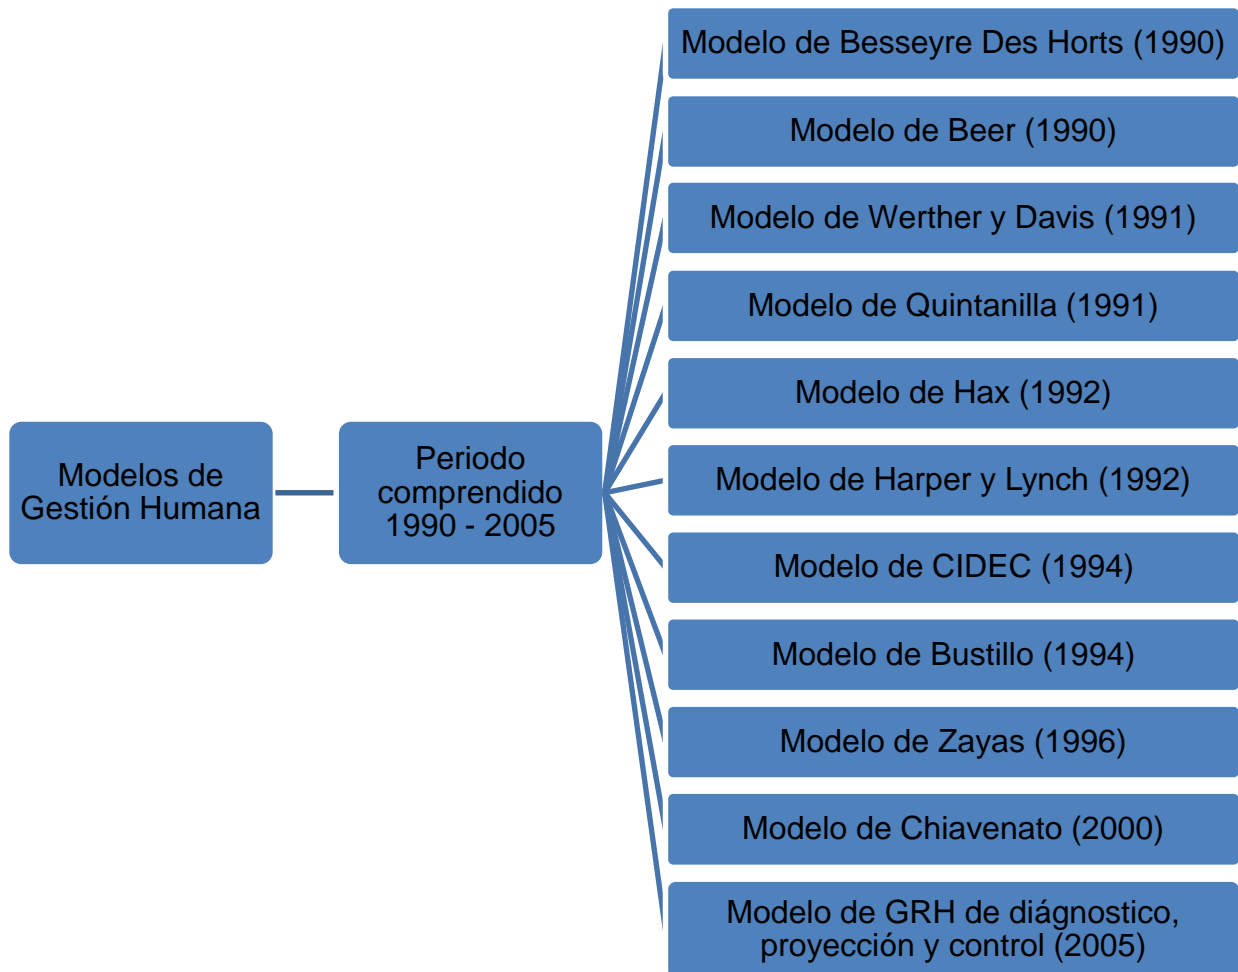 Modelos de
Gestión Humana
Periodo
comprendido
1990 - 2005
Modelo de Besseyre Des Horts (1990)
Modelo de Beer (1990)
Modelo de Werther y Davis (1991)
Modelo de Quintanilla (1991)
Modelo de Hax (1992)
Modelo de Harper y Lynch (1992)
Modelo de CIDEC (1994)
Modelo de Bustillo (1994)
Modelo de Zayas (1996)
Modelo de Chiavenato (2000)
Modelo de GRH de diágnostico,
proyección y control (2005)